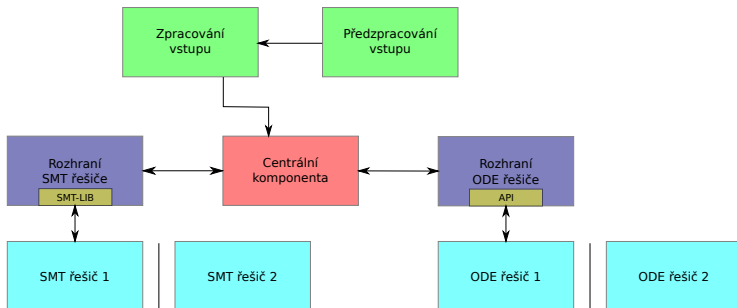 Zpracování
vstupu
Předzpracování
vstupu
Rozhraní
SMT řešiče
SMT-LIB
Centrální
komponenta
Rozhraní
ODE řešiče
API
SMT řešič 1
SMT řešič 2
ODE řešič 1
ODE řešič 2